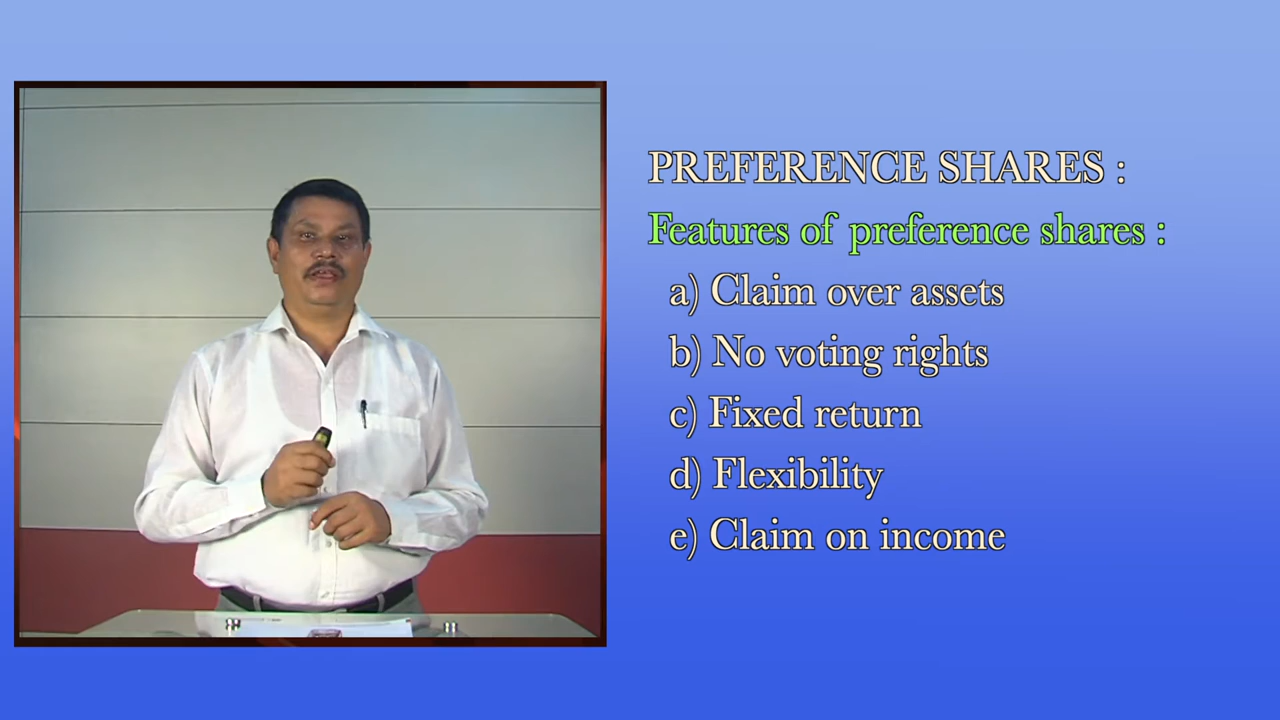 PREFERENCE SHARES :
Features of preference shares :
a) Claim over assets
b) No voting rights
c) Fixed return
d) Flexibility
e) Claim on income